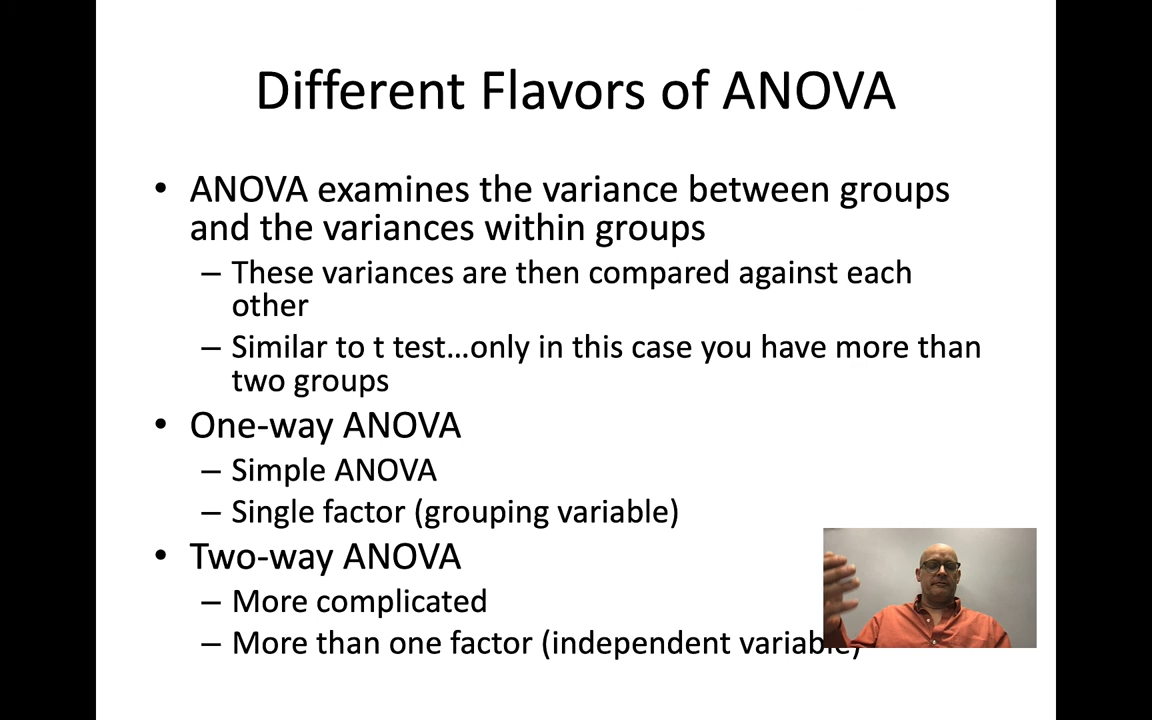 Different Flavors of ANOVA
• ANOVA examines the variance between groups
and the variances within groups
– These variances are then compared against each
other
– Similar to t test…only in this case you have more than
two groups
• One-way ANOVA
– Simple ANOVA
– Single factor (grouping variable)
• Two-way ANOVA
– More complicated
– More than one factor (independent variable)